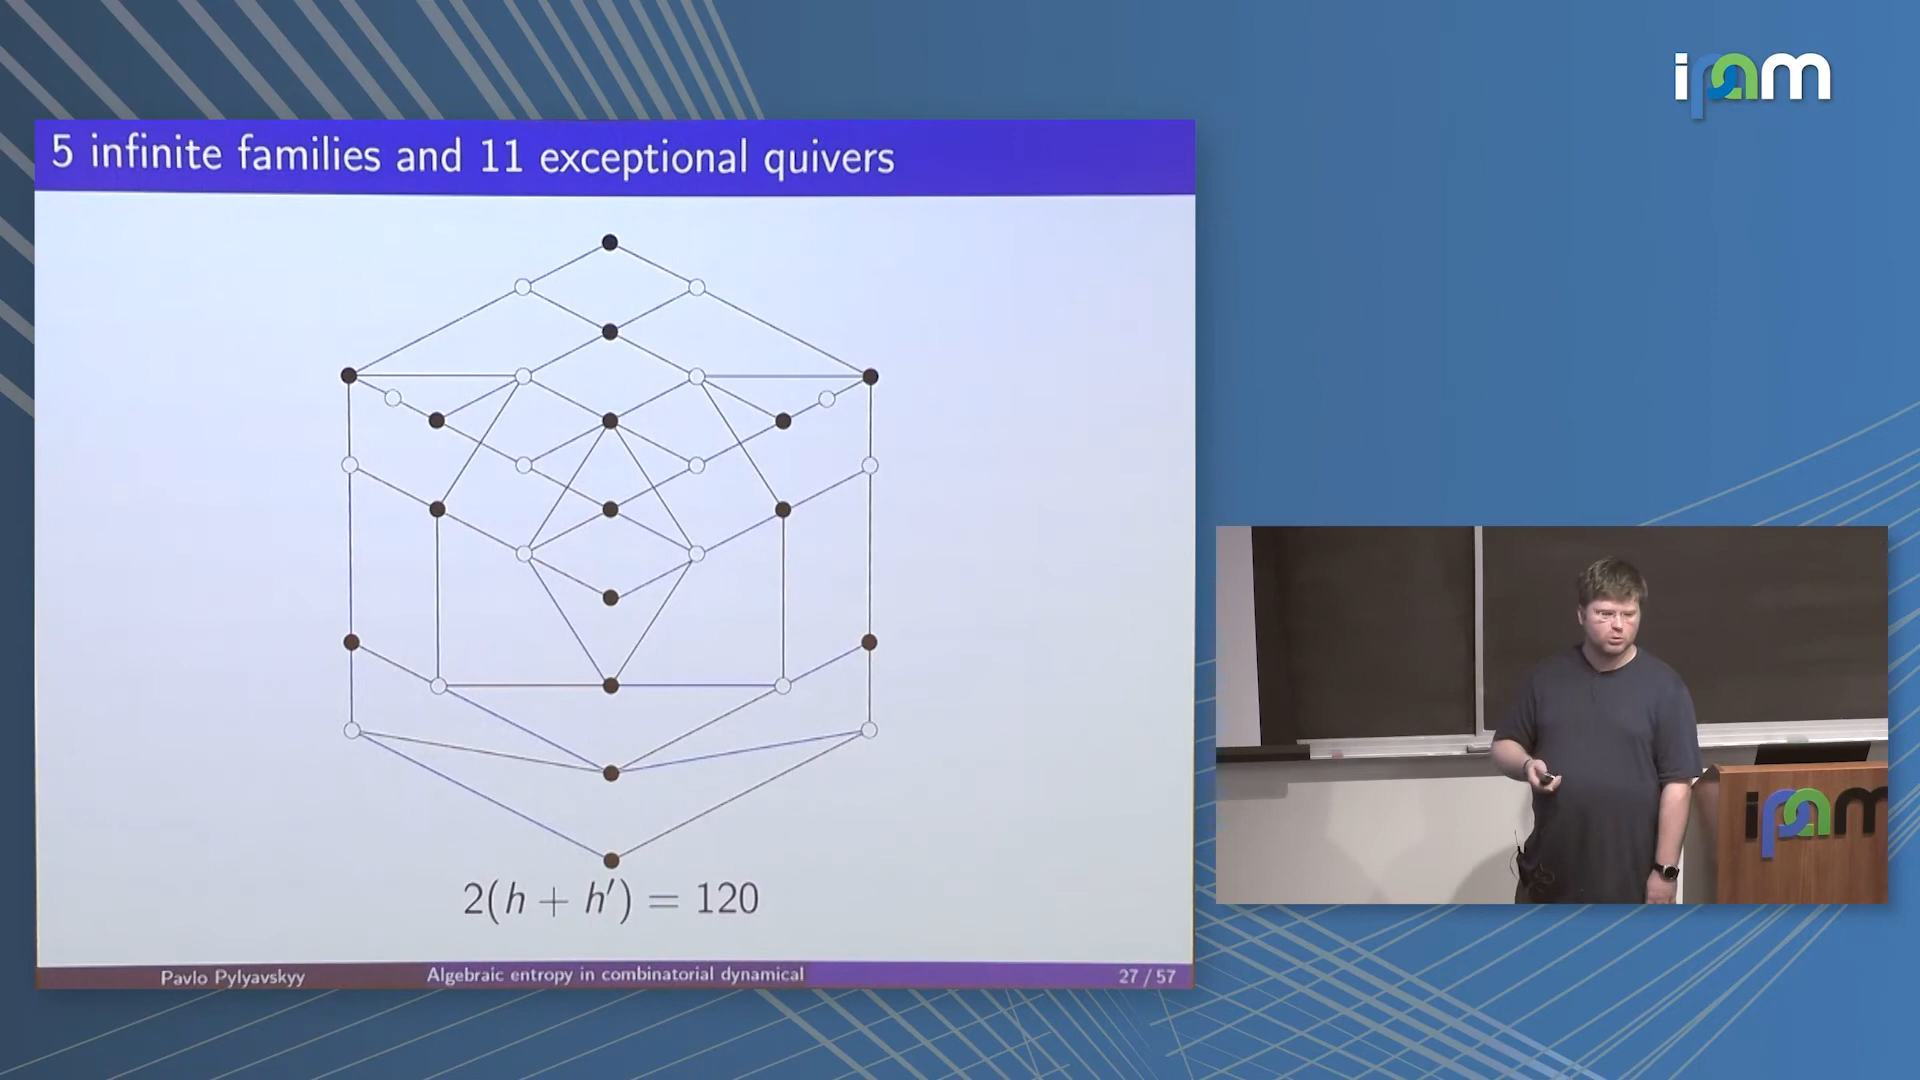 ipam
5 infinite families and 11 exceptional quivers
2(h + h′) = 120
Pavlo Pylyavskyy
Algebraic entropy in combinatorial dynamical
27 / 57
ipam